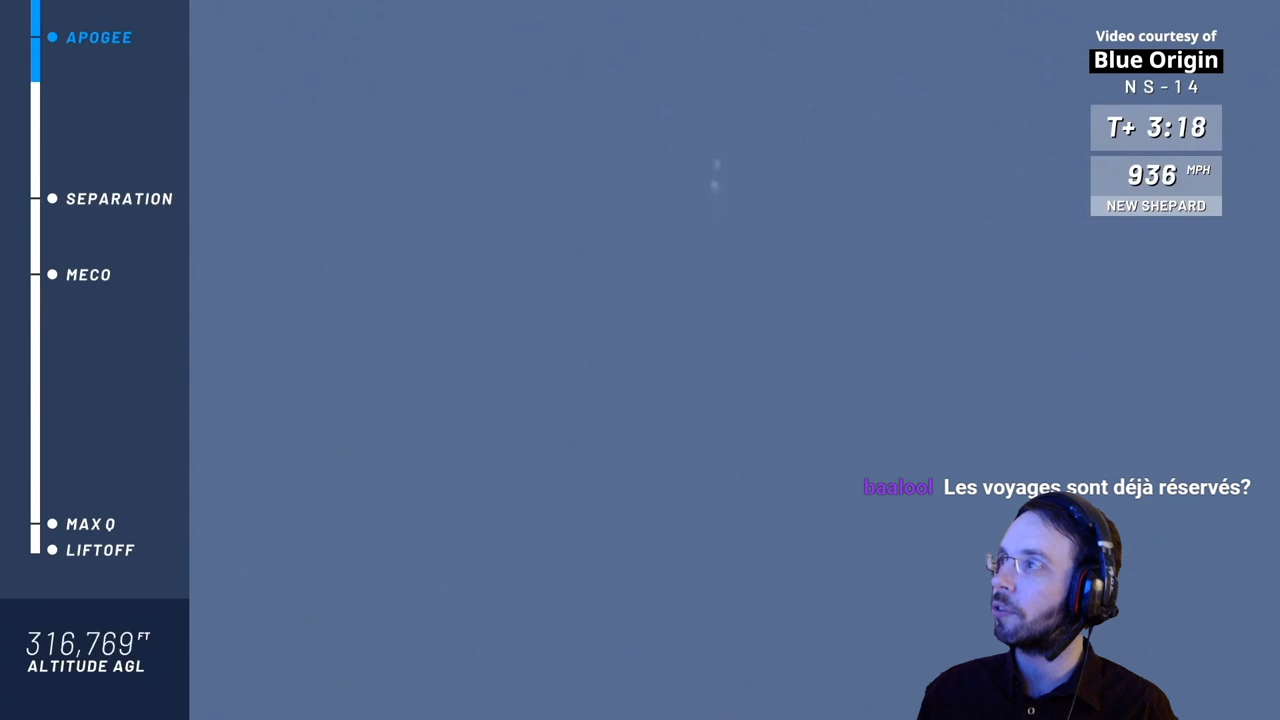 APOGEE
SEPARATION
MECO
MAX Q
LIFTOFF
316,769 FT
ALTITUDE AGL
Video courtesy of
Blue Origin
NS-14
T+ 3:18
936 MPH
NEW SHEPARD
baalool Les voyages sont déjà réservés?